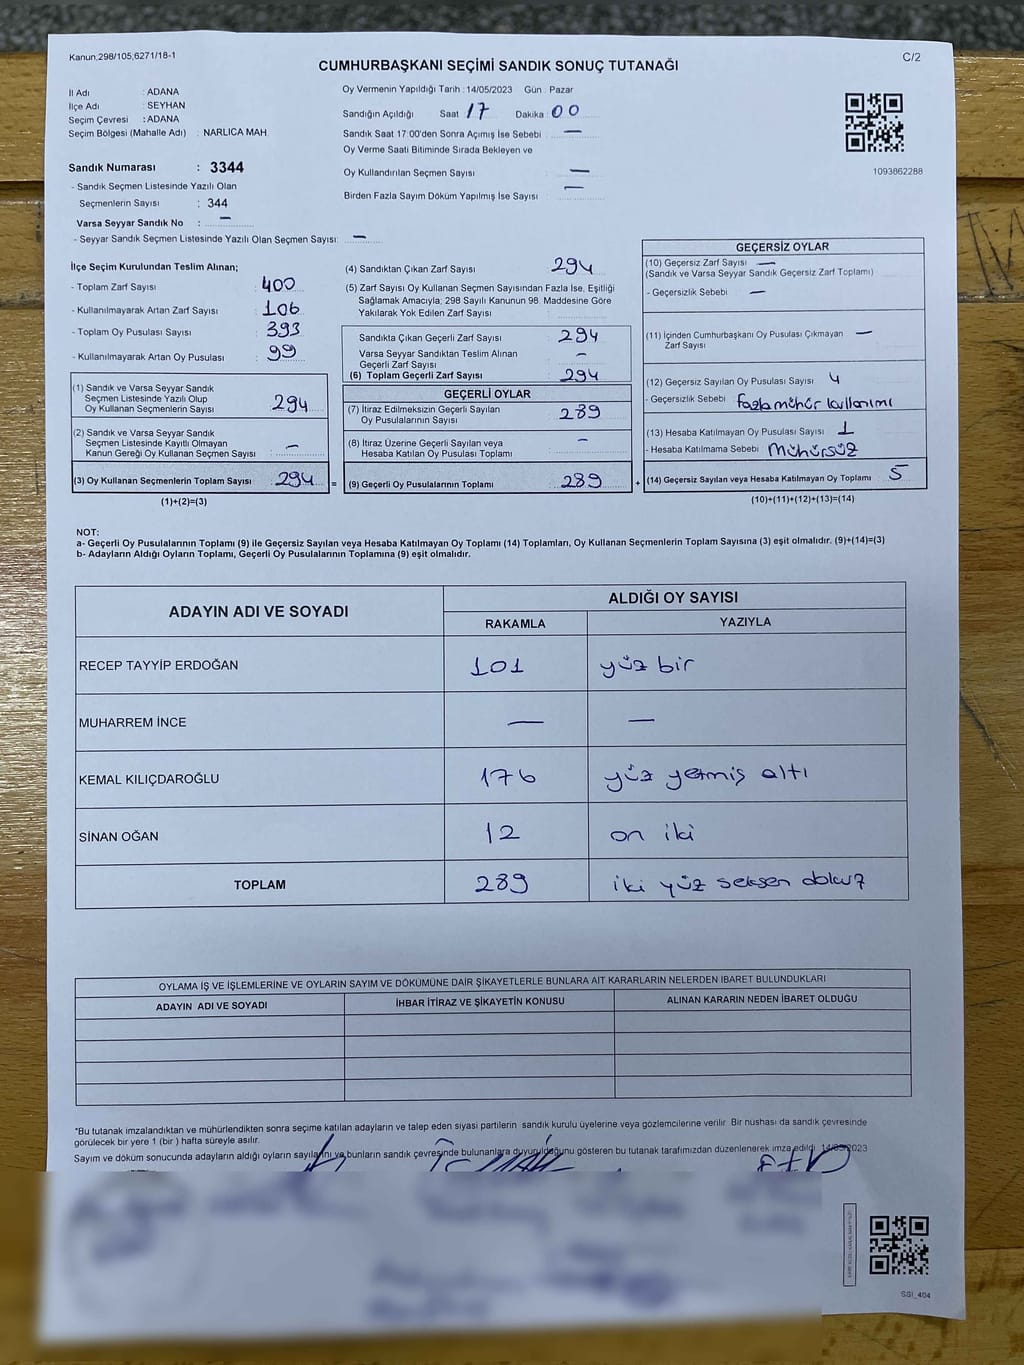 Kanun,298/105,6271/18-1
C/2
CUMHURBAŞKANI SEÇİMİ SANDIK SONUÇ TUTANAĞI
İl Adı : ADANA
İlçe Adı : SEYHAN
Seçim Çevresi : ADANA
Seçim Bölgesi (Mahalle Adı) : NARLICA MAH.
Sandık Numarası : 3344
- Sandık Seçmen Listesinde Yazılı Olan
Seçmenlerin Sayısı : 344
Varsa Seyyar Sandık No : —
- Seyyar Sandık Seçmen Listesinde Yazılı Olan Seçmen Sayısı: —
Oy Vermenin Yapıldığı Tarih : 14/05/2023 Gün : Pazar
Sandığın Açıldığı Saat 17 Dakika : 00
Sandık Saat 17:00'den Sonra Açımış İse Sebebi : —
Oy Verme Saati Bitiminde Sırada Bekleyen ve
Oy Kullandırılan Seçmen Sayısı : —
Birden Fazla Sayım Döküm Yapılmış İse Sayısı : —
1093862288
İlçe Seçim Kurulundan Teslim Alınan;
- Toplam Zarf Sayısı : 400
- Kullanılmayarak Artan Zarf Sayısı : 106
- Toplam Oy Pusulası Sayısı : 393
- Kullanılmayarak Artan Oy Pusulası : 99
(1) Sandık ve Varsa Seyyar Sandık
Seçmen Listesinde Yazılı Olup
Oy Kullanan Seçmenlerin Sayısı : 294
(2) Sandık ve Varsa Seyyar Sandık
Seçmen Listesinde Kayıtlı Olmayan
Kanun Gereği Oy Kullanan Seçmen Sayısı : —
(3) Oy Kullanan Seçmenlerin Toplam Sayısı : 294 =
(1)+(2)=(3)
(4) Sandıktan Çıkan Zarf Sayısı : 294
(5) Zarf Sayısı Oy Kullanan Seçmen Sayısından Fazla İse, Eşitliği
Sağlamak Amacıyla; 298 Sayılı Kanunun 98. Maddesine Göre
Yakılarak Yok Edilen Zarf Sayısı :
Sandıkta Çıkan Geçerli Zarf Sayısı : 294
Varsa Seyyar Sandıktan Teslim Alınan
Geçerli Zarf Sayısı : —
(6) Toplam Geçerli Zarf Sayısı : 294
GEÇERLİ OYLAR
(7) İtiraz Edilmeksizin Geçerli Sayılan
Oy Pusulalarının Sayısı : 289
(8) İtiraz Üzerine Geçerli Sayılan veya
Hesaba Katılan Oy Pusulası Toplamı : —
(9) Geçerli Oy Pusulalarının Toplamı : 289 +
GEÇERSİZ OYLAR
(10) Geçersiz Zarf Sayısı —
(Sandık ve Varsa Seyyar Sandık Geçersiz Zarf Toplamı)
- Geçersizlik Sebebi : —
(11) İçinden Cumhurbaşkanı Oy Pusulası Çıkmayan —
Zarf Sayısı
(12) Geçersiz Sayılan Oy Pusulası Sayısı 4
- Geçersizlik Sebebi : fazla mühür kullanımı
(13) Hesaba Katılmayan Oy Pusulası Sayısı 1
- Hesaba Katılmama Sebebi : Mühürsüz
(14) Geçersiz Sayılan veya Hesaba Katılmayan Oy Toplamı : 5
(10)+(11)+(12)+(13)=(14)
NOT:
a- Geçerli Oy Pusulalarının Toplamı (9) ile Geçersiz Sayılan veya Hesaba Katılmayan Oy Toplamı (14) Toplamları, Oy Kullanan Seçmenlerin Toplam Sayısına (3) eşit olmalıdır. (9)+(14)=(3)
b- Adayların Aldığı Oyların Toplamı, Geçerli Oy Pusulalarının Toplamına (9) eşit olmalıdır.
ADAYIN ADI VE SOYADI
ALDIĞI OY SAYISI
RAKAMLA YAZIYLA
RECEP TAYYİP ERDOĞAN 101 yüz bir
MUHARREM İNCE — —
KEMAL KILIÇDAROĞLU 176 yüz yetmiş altı
SİNAN OĞAN 12 on iki
TOPLAM 289 iki yüz seksen dokuz
OYLAMA İŞ VE İŞLEMLERİNE VE OYLARIN SAYIM VE DÖKÜMÜNE DAİR ŞİKAYETLERLE BUNLARA AİT KARARLARIN NELERDEN İBARET BULUNDUKLARI
ADAYIN ADI VE SOYADI İHBAR İTİRAZ VE ŞİKAYETİN KONUSU ALINAN KARARIN NEDEN İBARET OLDUĞU
*Bu tutanak imzalandıktan ve mühürlendikten sonra seçime katılan adayların ve talep eden siyasi partilerin sandık kurulu üyelerine veya gözlemcilerine verilir. Bir nüshası da sandık çevresinde
görülecek bir yere 1 (bir ) hafta süreyle asılır.
Sayım ve döküm sonucunda adayların aldığı oyların sayılarını ve bunların sandık çevresinde bulunanlara duyurulduğunu gösteren bu tutanak tarafımızdan düzenlenerek imza edildi. 14/05/2023
SSI_404